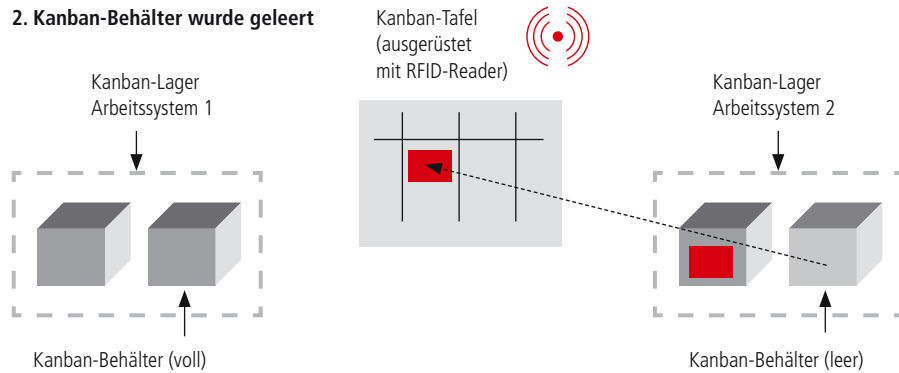 2. Kanban-Behälter wurde geleert
Kanban-Tafel
(ausgerüstet
mit RFID-Reader)
Kanban-Lager
Arbeitssystem 1
Kanban-Lager
Arbeitssystem 2
Kanban-Behälter (voll)
Kanban-Behälter (leer)